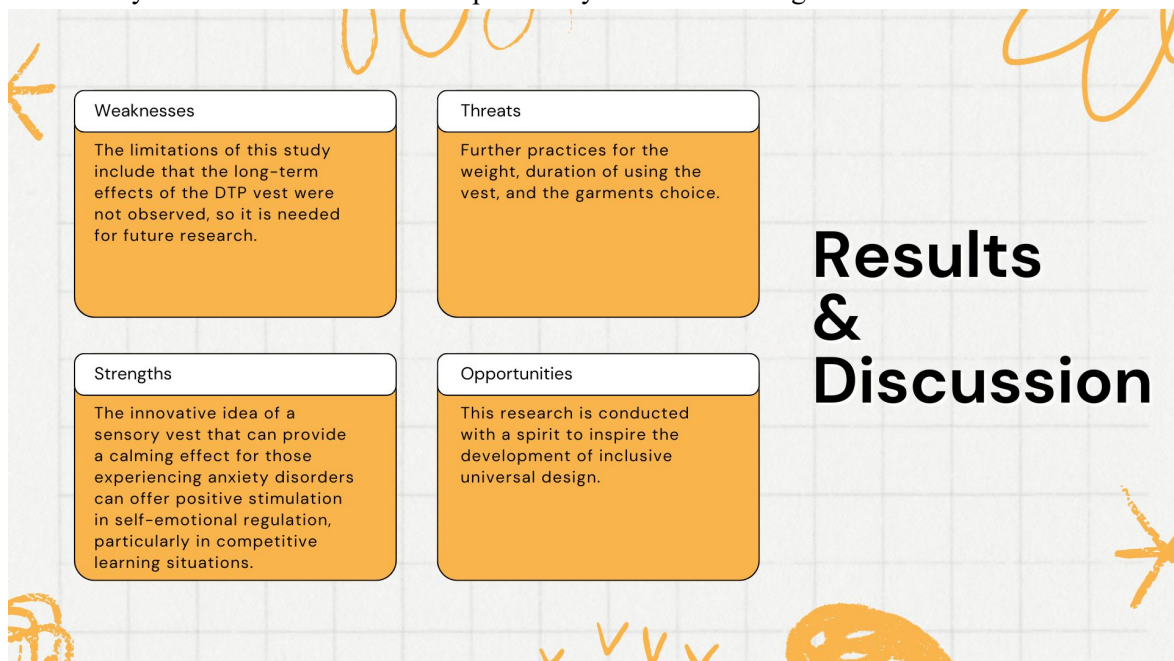 Weaknesses
The limitations of this study
include that the long-term
effects of the DTP vest were
not observed, so it is needed
for future research.
Threats
Further practices for the
weight, duration of using the
vest, and the garments choice.
Strengths
The innovative idea of a
sensory vest that can provide
a calming effect for those
experiencing anxiety disorders
can offer positive stimulation
in self-emotional regulation,
particularly in competitive
learning situations.
Opportunities
This research is conducted
with a spirit to inspire the
development of inclusive
universal design.
Results
&
Discussion